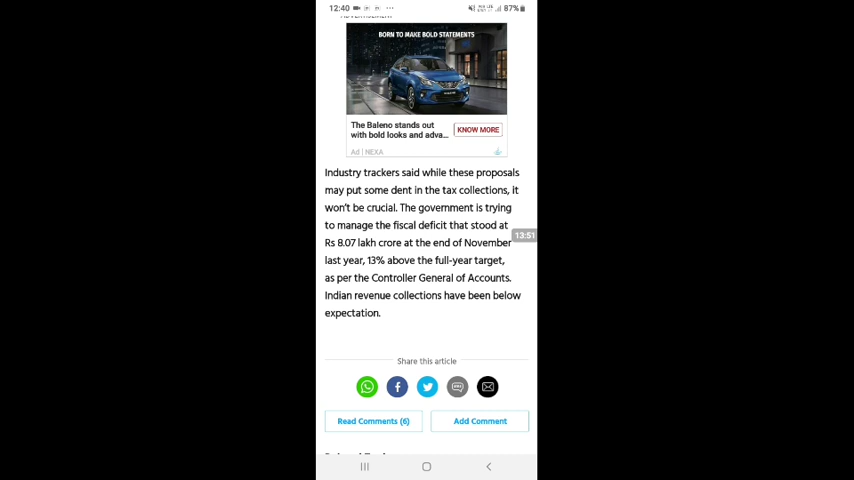 12:40
87%
BORN TO MAKE BOLD STATEMENTS
The Baleno stands out
with bold looks and adva...
KNOW MORE
Ad | NEXA
Industry trackers said while these proposals
may put some dent in the tax collections, it
won't be crucial. The government is trying
to manage the fiscal deficit that stood at
13:51
Rs 8.07 lakh crore at the end of November
last year, 13% above the full-year target,
as per the Controller General of Accounts.
Indian revenue collections have been below
expectation.
Share this article
Read Comments (6)
Add Comment